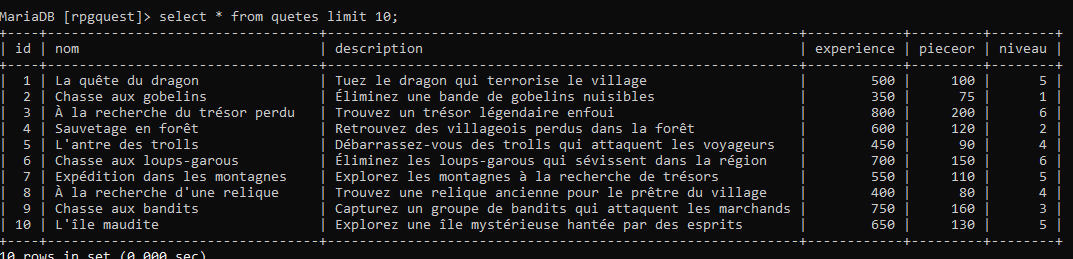 MariaDB [rpgquest]> select * from quetes limit 10;
+----+----------------------------------+-----------------------------------------------------------+------------+---------+--------+
| id | nom | description | experience | pieceor | niveau |
+----+----------------------------------+-----------------------------------------------------------+------------+---------+--------+
| 1 | La quête du dragon | Tuez le dragon qui terrorise le village | 500 | 100 | 5 |
| 2 | Chasse aux gobelins | Éliminez une bande de gobelins nuisibles | 350 | 75 | 1 |
| 3 | À la recherche du trésor perdu | Trouvez un trésor légendaire enfoui | 800 | 200 | 6 |
| 4 | Sauvetage en forêt | Retrouvez des villageois perdus dans la forêt | 600 | 120 | 2 |
| 5 | L'antre des trolls | Débarrassez-vous des trolls qui attaquent les voyageurs | 450 | 90 | 4 |
| 6 | Chasse aux loups-garous | Éliminez les loups-garous qui sévissent dans la région | 700 | 150 | 6 |
| 7 | Expédition dans les montagnes | Explorez les montagnes à la recherche de trésors | 550 | 110 | 5 |
| 8 | À la recherche d'une relique | Trouvez une relique ancienne pour le prêtre du village | 400 | 80 | 4 |
| 9 | Chasse aux bandits | Capturez un groupe de bandits qui attaquent les marchands | 750 | 160 | 3 |
| 10 | L'île maudite | Explorez une île mystérieuse hantée par des esprits | 650 | 130 | 5 |
+----+----------------------------------+-----------------------------------------------------------+------------+---------+--------+
10 rows in set (0.000 sec)